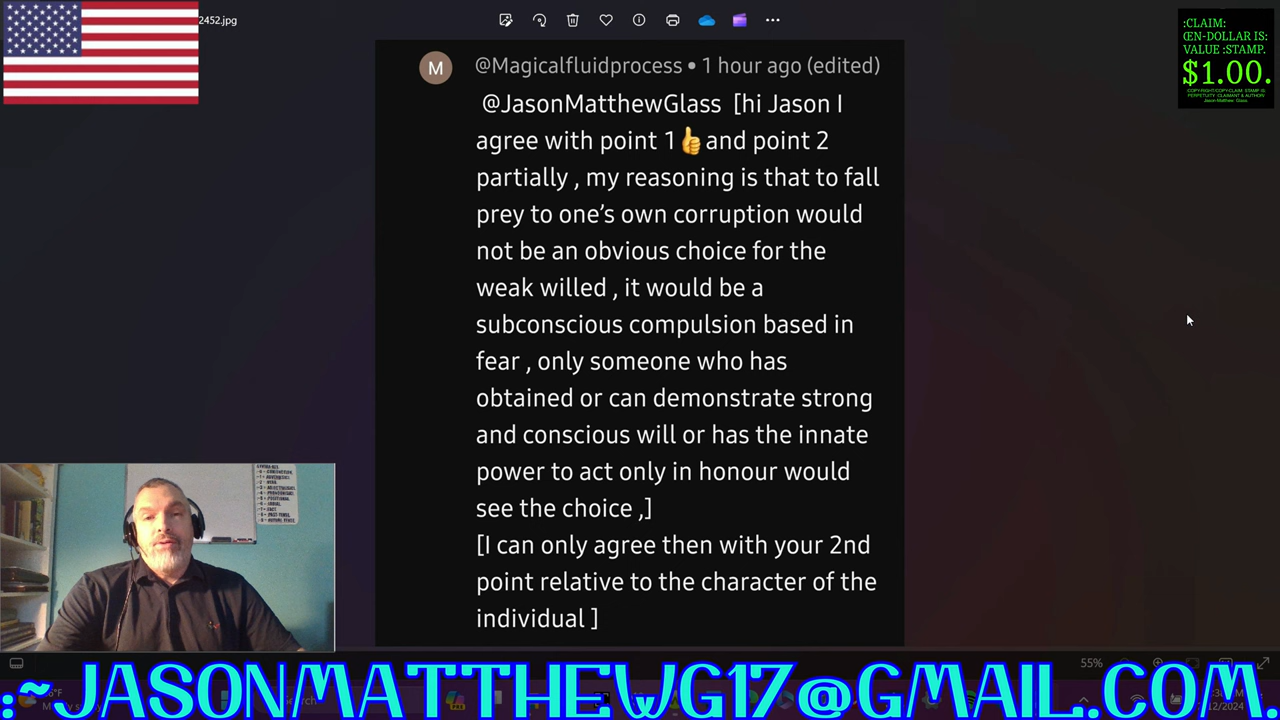 2452.jpg
:CLAIM:
ŒN-DOLLAR IS:
VALUE :STAMP.
$1.00.
Jason Matthew: Glass.
M
@Magicalfluidprocess • 1 hour ago (edited)
@JasonMatthewGlass [hi Jason I
agree with point 1👍and point 2
partially , my reasoning is that to fall
prey to one’s own corruption would
not be an obvious choice for the
weak willed , it would be a
subconscious compulsion based in
fear , only someone who has
obtained or can demonstrate strong
and conscious will or has the innate
power to act only in honour would
see the choice ,]
[I can only agree then with your 2nd
point relative to the character of the
individual ]
55%
:~JASONMATTHEWG17@GMAIL.COM.